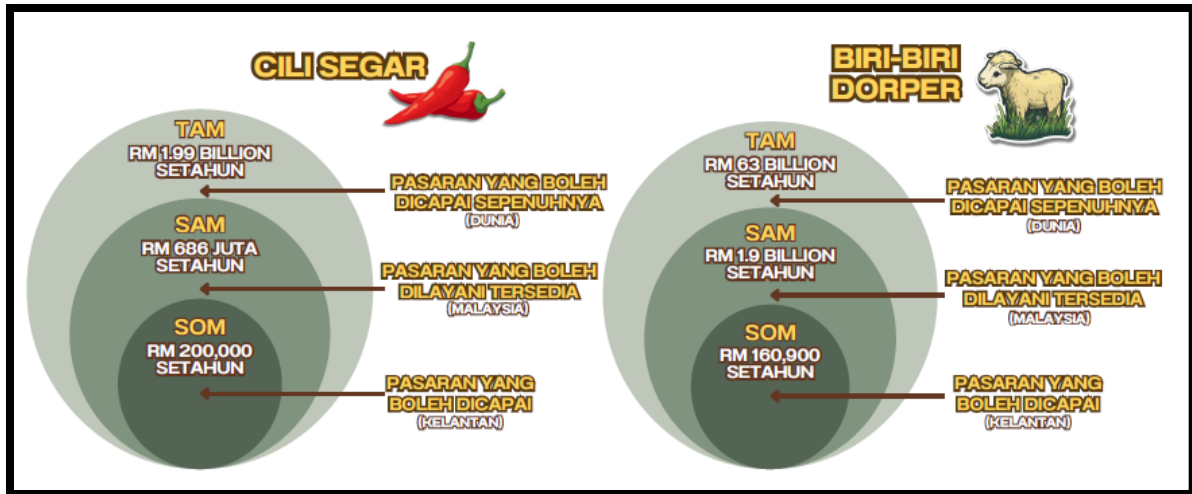 CILI SEGAR
TAM
RM 1.99 BILLION
SETAHUN
PASARAN YANG BOLEH
DICAPAI SEPENUHNYA
(DUNIA)
SAM
RM 686 JUTA
SETAHUN
PASARAN YANG BOLEH
DILAYANI TERSEDIA
(MALAYSIA)
SOM
RM 200,000
SETAHUN
PASARAN YANG
BOLEH DICAPAI
(KELANTAN)
BIRI-BIRI
DORPER
TAM
RM 63 BILLION
SETAHUN
PASARAN YANG BOLEH
DICAPAI SEPENUHNYA
(DUNIA)
SAM
RM 1.9 BILLION
SETAHUN
PASARAN YANG BOLEH
DILAYANI TERSEDIA
(MALAYSIA)
SOM
RM 160,900
SETAHUN
PASARAN YANG
BOLEH DICAPAI
(KELANTAN)